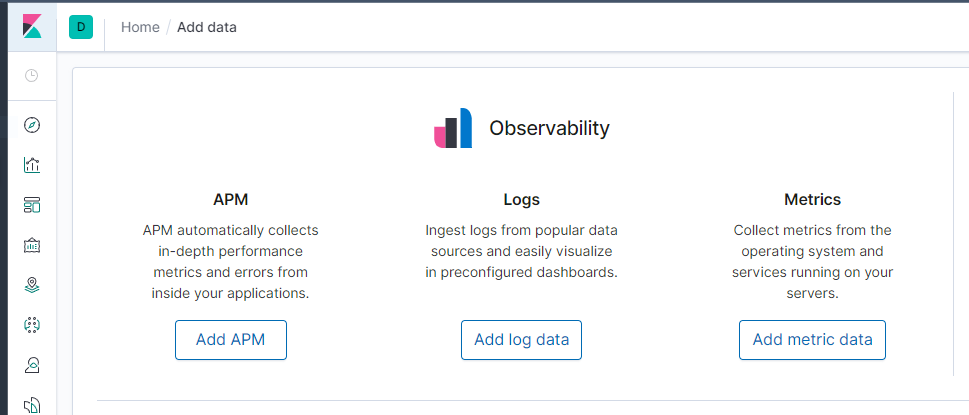 D
Home / Add data
Observability
APM
APM automatically collects
in-depth performance
metrics and errors from
inside your applications.
Add APM
Logs
Ingest logs from popular data
sources and easily visualize
in preconfigured dashboards.
Add log data
Metrics
Collect metrics from the
operating system and
services running on your
servers.
Add metric data